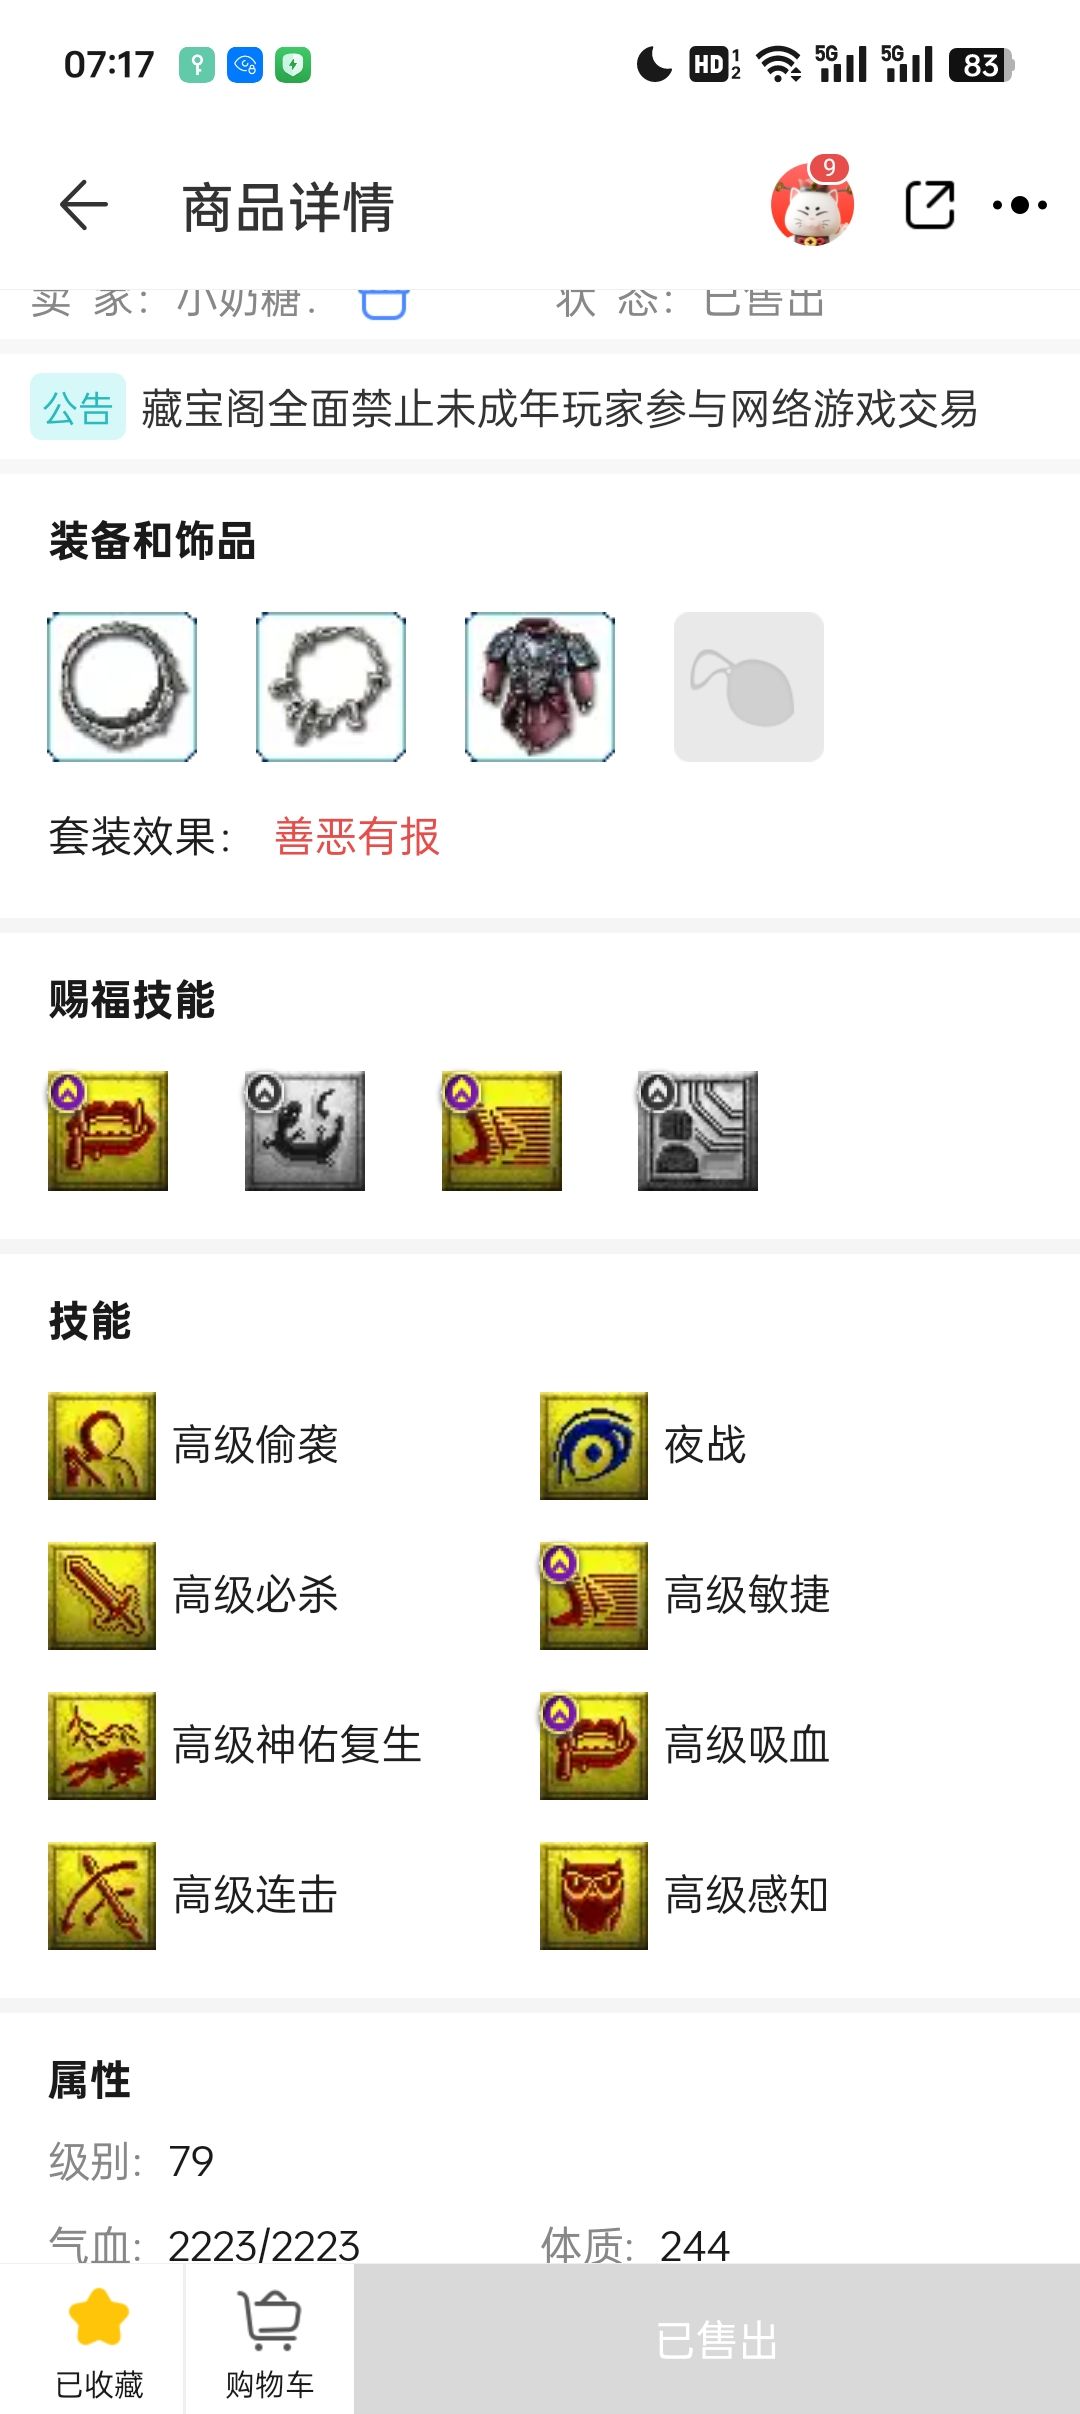 07:17 HD 1 2 5G 5G 83
商品详情 9
卖 家： 小奶糖． 状 态： 已售出
公告 藏宝阁全面禁止未成年玩家参与网络游戏交易
装备和饰品
套装效果： 善恶有报
赐福技能
技能
高级偷袭 夜战
高级必杀 高级敏捷
高级神佑复生 高级吸血
高级连击 高级感知
属性
级别： 79
气血： 2223/2223 体质： 244
已收藏 购物车 已售出